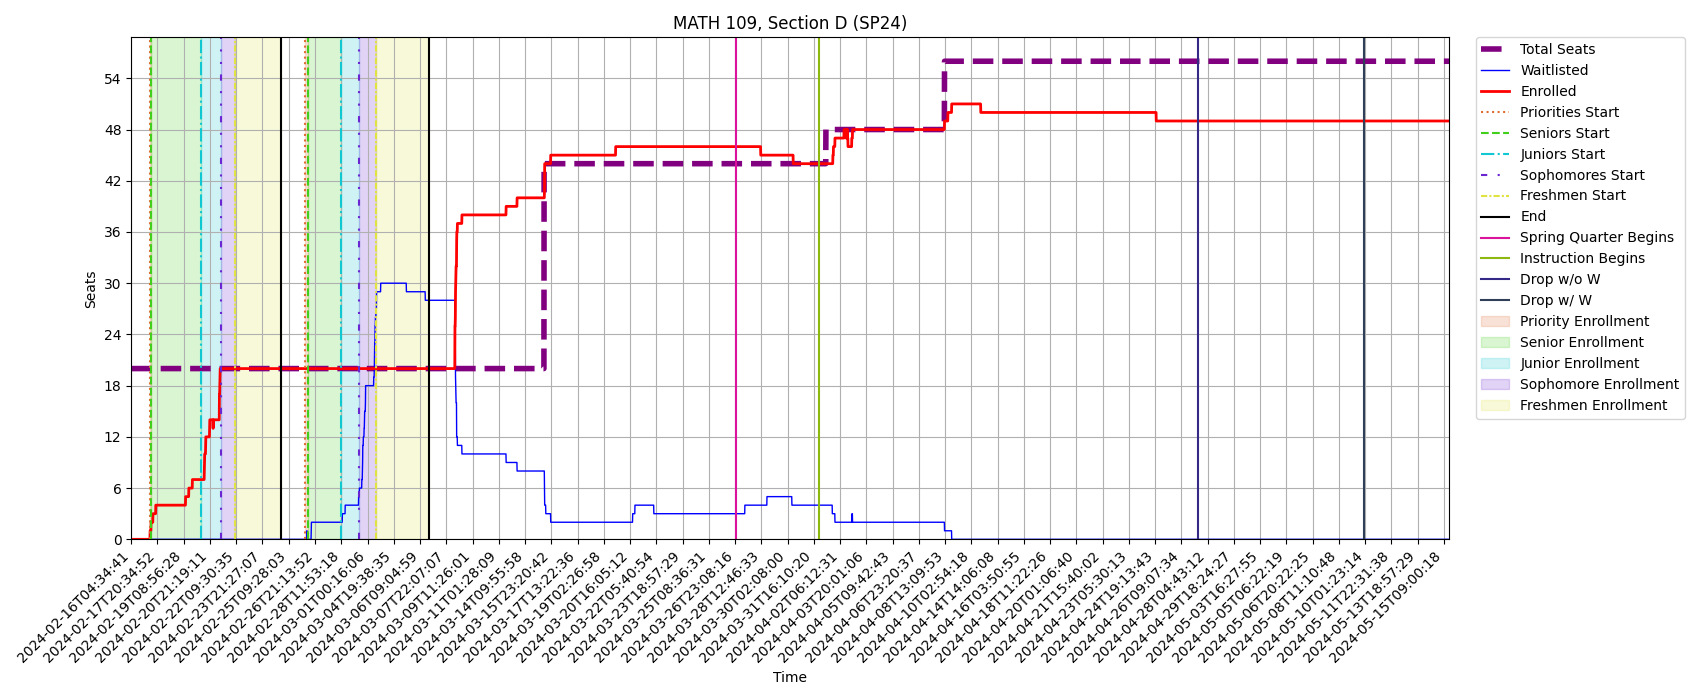 MATH 109, Section D (SP24)
Seats
54
48
42
36
30
24
18
12
6
0
2024-02-16T04:34:41
2024-02-17T20:34:52
2024-02-19T08:56:28
2024-02-20T21:19:11
2024-02-22T09:30:35
2024-02-23T21:27:07
2024-02-25T09:28:03
2024-02-26T21:13:52
2024-02-28T11:53:18
2024-03-01T00:16:06
2024-03-04T19:38:35
2024-03-06T09:04:59
2024-03-07T22:07:07
2024-03-09T11:26:01
2024-03-11T01:28:09
2024-03-14T09:55:58
2024-03-15T23:20:42
2024-03-17T13:22:36
2024-03-19T02:26:58
2024-03-20T16:05:12
2024-03-22T05:40:54
2024-03-23T18:57:29
2024-03-25T08:36:31
2024-03-26T23:08:16
2024-03-28T12:46:33
2024-03-30T02:08:00
2024-03-31T16:10:20
2024-04-02T06:12:31
2024-04-03T20:01:06
2024-04-05T09:42:43
2024-04-06T23:20:37
2024-04-08T13:09:53
2024-04-10T02:54:18
2024-04-14T14:06:08
2024-04-16T03:50:55
2024-04-18T11:22:26
2024-04-20T01:06:40
2024-04-21T15:40:02
2024-04-23T05:30:13
2024-04-24T19:13:43
2024-04-26T09:07:34
2024-04-28T04:43:12
2024-04-29T18:24:27
2024-05-03T16:27:55
2024-05-05T06:22:19
2024-05-06T20:22:25
2024-05-08T11:10:48
2024-05-10T01:23:14
2024-05-11T22:31:38
2024-05-13T18:57:29
2024-05-15T09:00:18
Time
Total Seats
Waitlisted
Enrolled
Priorities Start
Seniors Start
Juniors Start
Sophomores Start
Freshmen Start
End
Spring Quarter Begins
Instruction Begins
Drop w/o W
Drop w/ W
Priority Enrollment
Senior Enrollment
Junior Enrollment
Sophomore Enrollment
Freshmen Enrollment